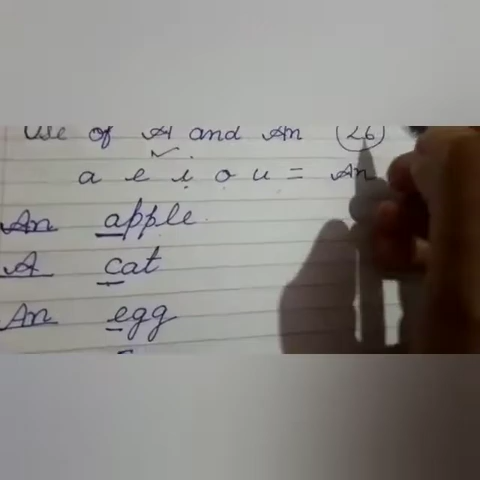 Use of A and An 26
a e i o u = An
An apple
A cat
An egg